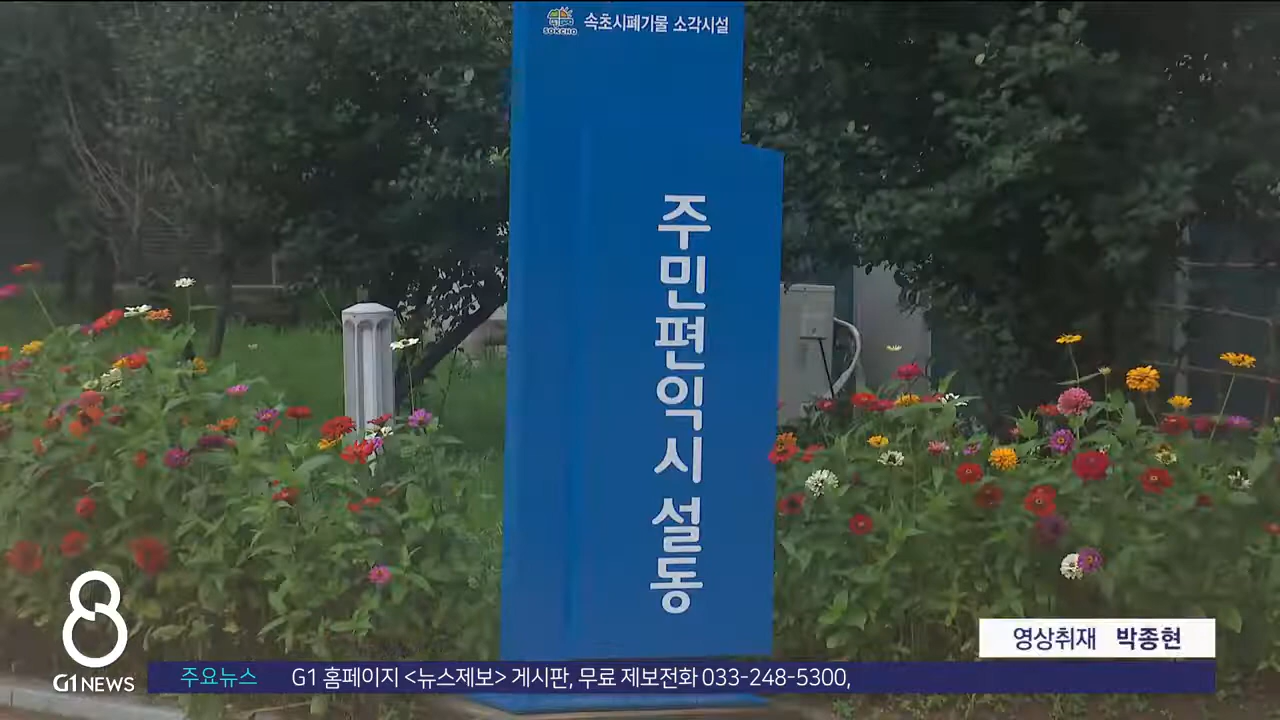 SOKCHO 속초시폐기물 소각시설
주민편익시설동
영상취재 박종현
8
G1 NEWS
주요뉴스 G1 홈페이지 <뉴스제보> 게시판, 무료 제보전화 033-248-5300,